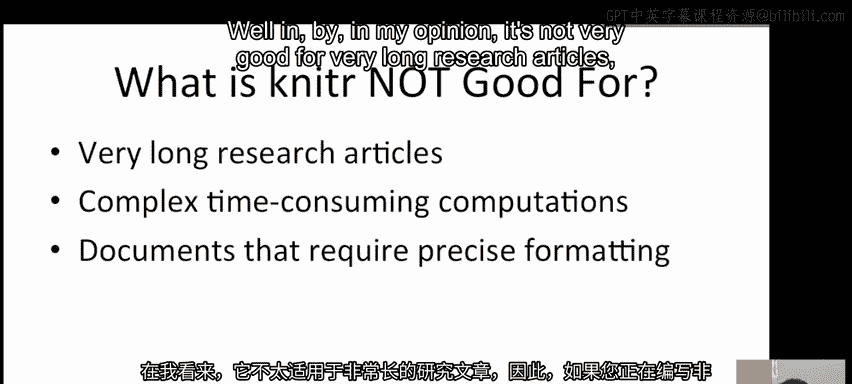 GPT中英字幕课程资源@bilibili.com
Well in, by, in my opinion, it's not very
good for very long research articles,
What is knitr NOT Good For?
• Very long research articles
• Complex time-consuming computations
• Documents that require precise formatting
在我看来，它不太适用于非常长的研究文章，因此，如果您正在编写非